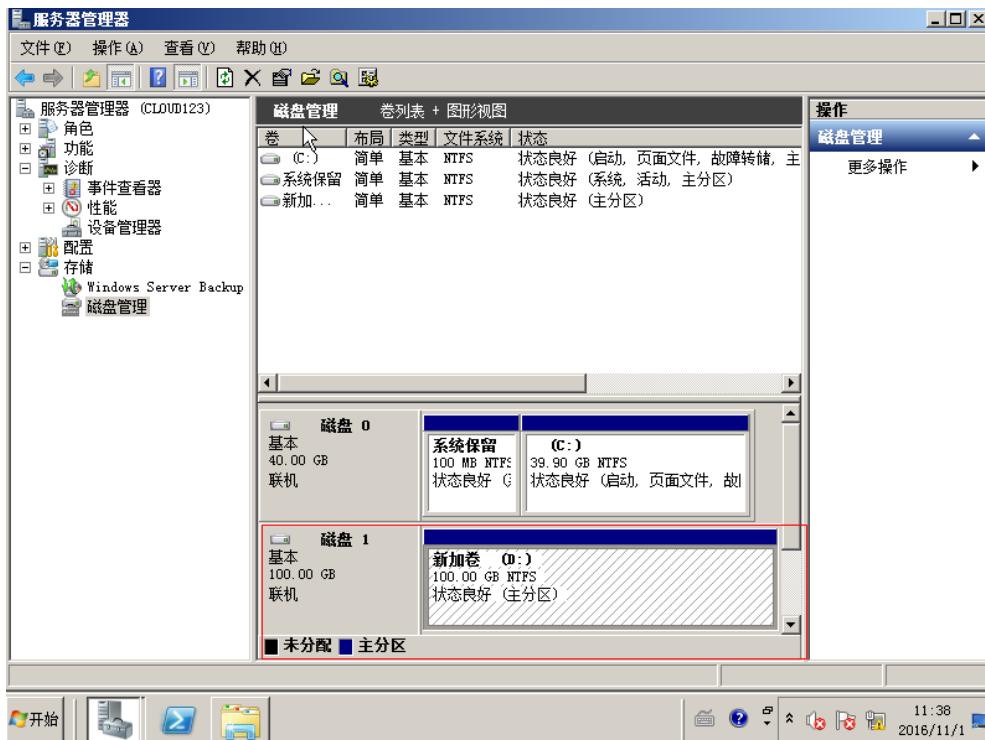 服务器管理器
文件(F) 操作(A) 查看(V) 帮助(H)
服务器管理器 (CLOUD123)
角色
功能
诊断
事件查看器
性能
设备管理器
配置
存储
Windows Server Backup
磁盘管理
磁盘管理 卷列表 + 图形视图
卷 布局 类型 文件系统 状态
(C:) 简单 基本 NTFS 状态良好 (启动, 页面文件, 故障转储, 主
系统保留 简单 基本 NTFS 状态良好 (系统, 活动, 主分区)
新加... 简单 基本 NTFS 状态良好 (主分区)
磁盘 0
基本
40.00 GB
联机
系统保留
100 MB NTFS
状态良好 (
(C:)
39.90 GB NTFS
状态良好 (启动, 页面文件, 故
磁盘 1
基本
100.00 GB
联机
新加卷 (D:)
100.00 GB NTFS
状态良好 (主分区)
未分配 主分区
操作
磁盘管理
更多操作
开始
11:38
2016/11/1